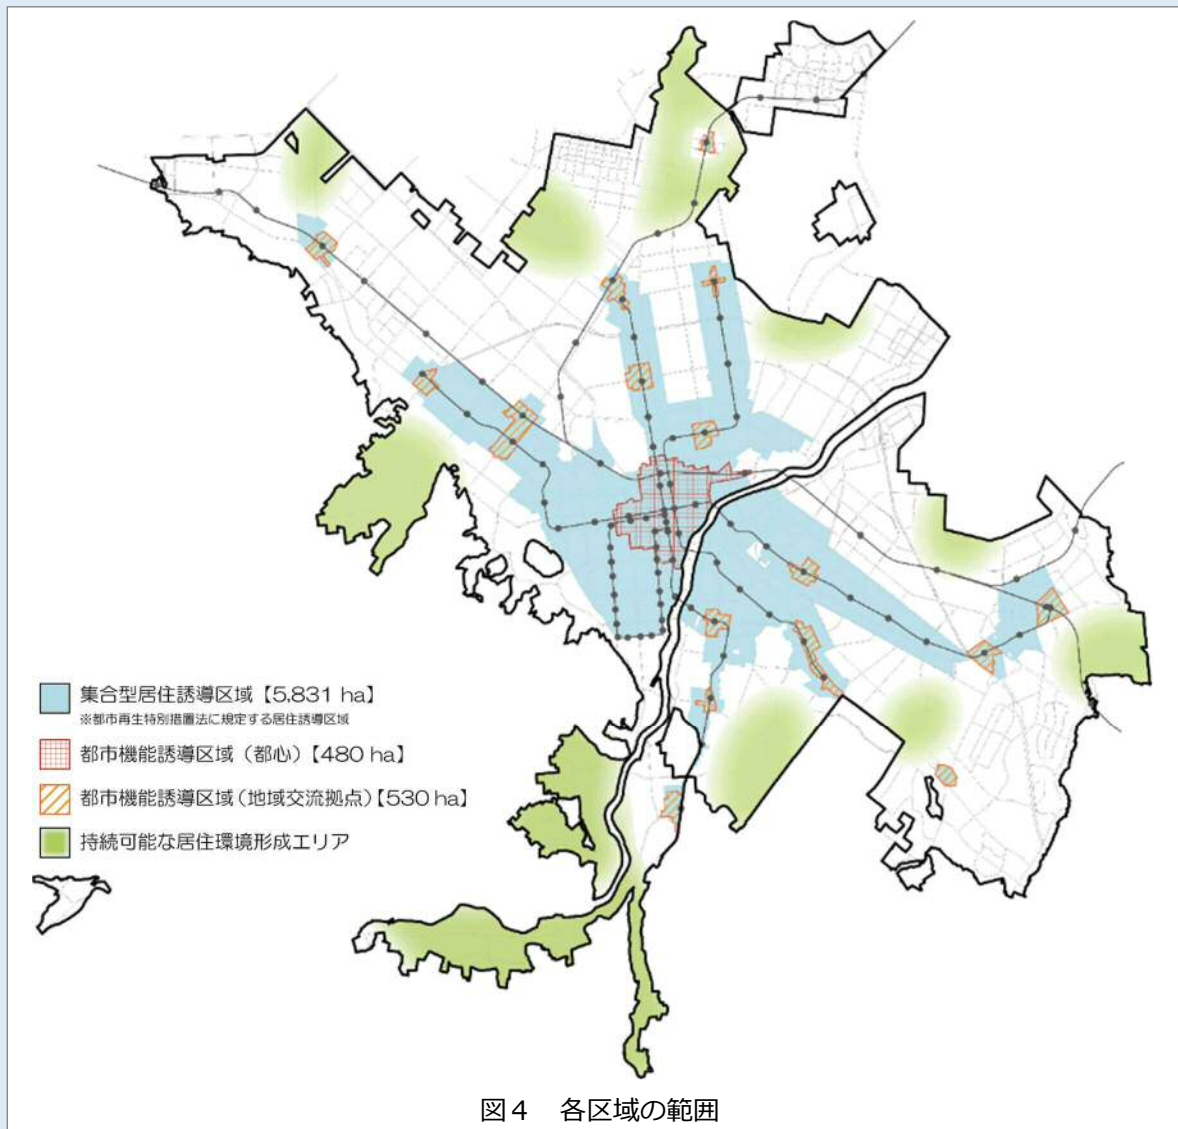 集合型居住誘導区域【5,831 ha】
※都市再生特別措置法に規定する居住誘導区域
都市機能誘導区域（都心）【480 ha】
都市機能誘導区域（地域交流拠点）【530 ha】
持続可能な居住環境形成エリア
図４　各区域の範囲